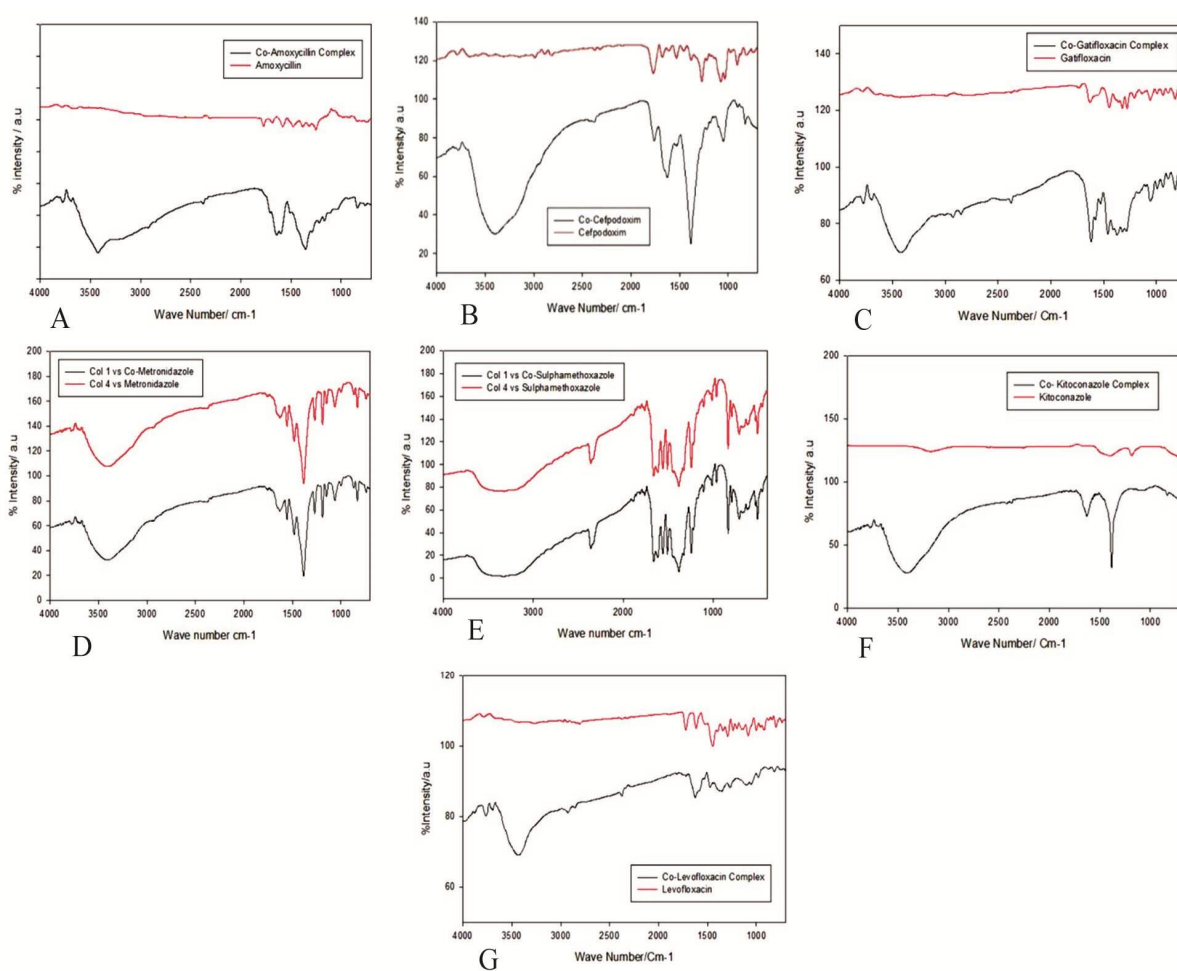 Co-Amoxycillin Complex
Amoxycillin
% intensity / a.u
4000 3500 3000 2500 2000 1500 1000
Wave Number/ cm-1
A
140
120
100
80
60
40
20
% Intensity/ a.u
Co-Cefpodoxim
Cefpodoxim
4000 3500 3000 2500 2000 1500 1000
Wave Number/ cm-1
B
140
120
100
80
60
% Intensity/ a.u
Co-Gatifloxacin Complex
Gatifloxacin
4000 3500 3000 2500 2000 1500 1000
Wave Number/ Cm-1
C
200
180
160
140
120
100
80
60
40
20
0
% Intensity/ a.u
Col 1 vs Co-Metronidazole
Col 4 vs Metronidazole
4000 3500 3000 2500 2000 1500 1000
Wave number cm-1
D
200
180
160
140
120
100
80
60
40
20
0
% Intensity/ a.u
Col 1 vs Co-Sulphamethoxazole
Col 4 vs Sulphamethoxazole
4000 3000 2000 1000
Wave number cm-1
E
200
150
100
50
0
% Intensity/ a.u
Co- Kitoconazole Complex
Kitoconazole
4000 3500 3000 2500 2000 1500 1000
Wave Number/ Cm-1
F
120
100
80
60
%Intensity/a.u
Co-Levofloxacin Complex
Levofloxacin
4000 3500 3000 2500 2000 1500 1000
Wave Number/Cm-1
G